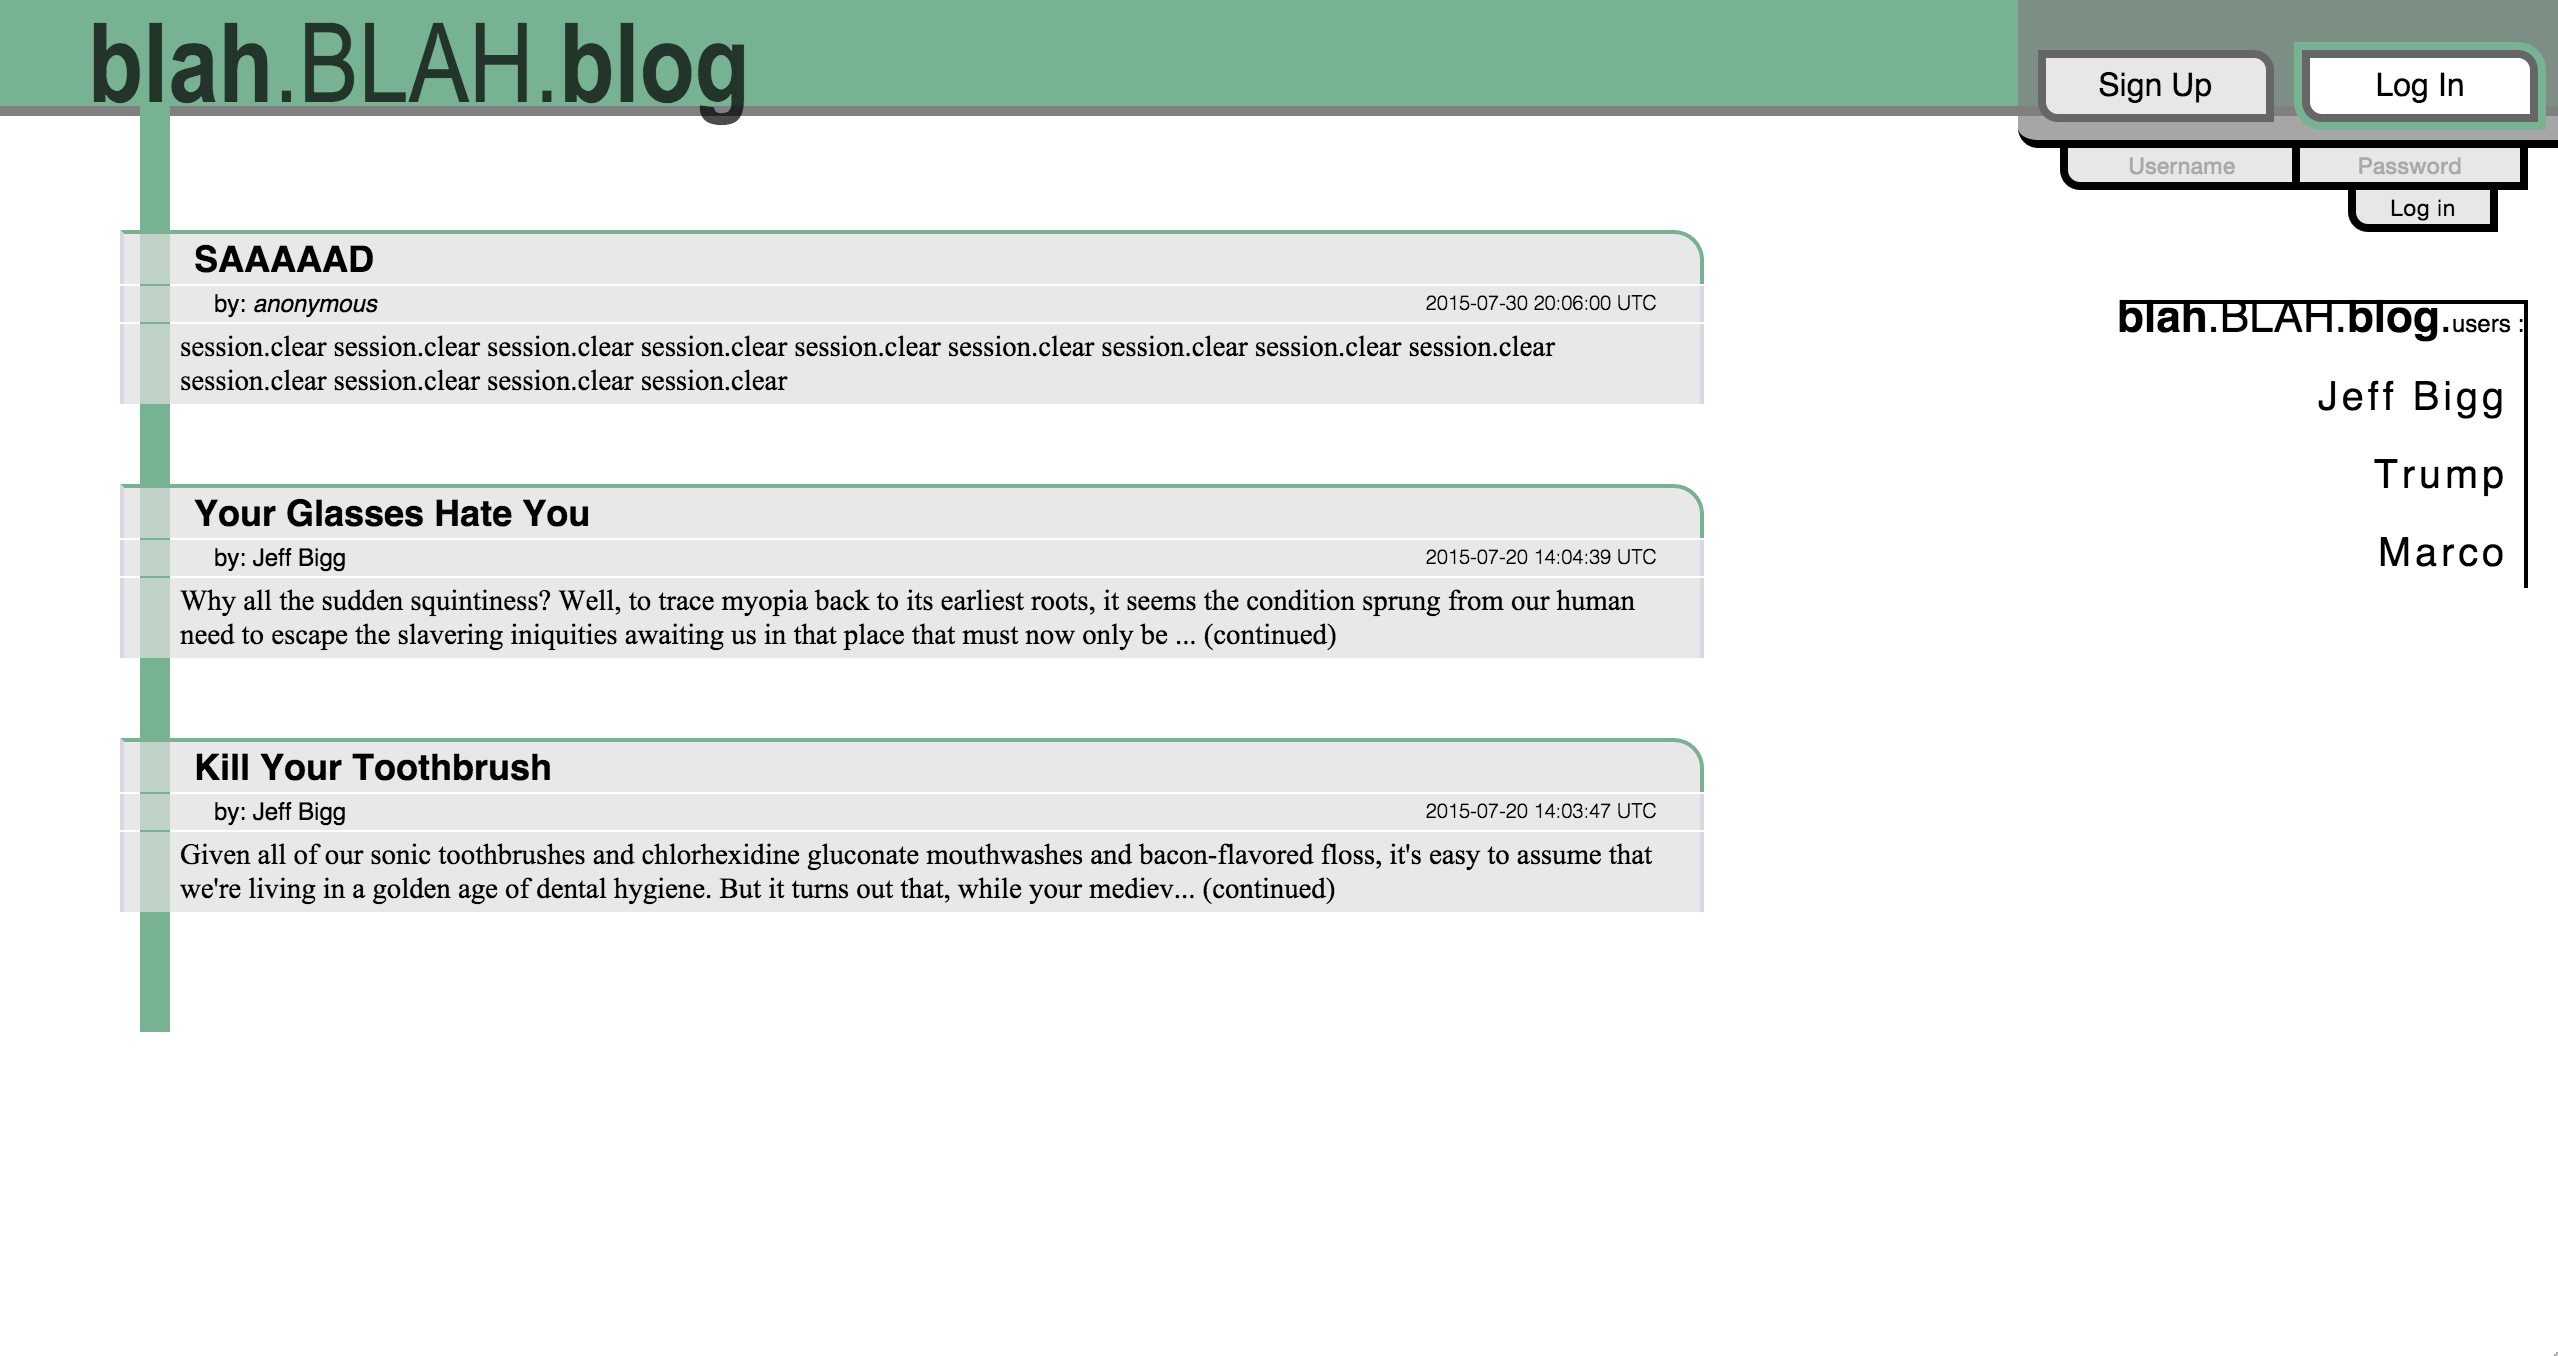 blah.BLAH.blog
Sign Up
Log In
Username
Password
Log in
SAAAAAD
by: anonymous
2015-07-30 20:06:00 UTC
session.clear session.clear session.clear session.clear session.clear session.clear session.clear session.clear session.clear
session.clear session.clear session.clear session.clear
Your Glasses Hate You
by: Jeff Bigg
2015-07-20 14:04:39 UTC
Why all the sudden squintiness? Well, to trace myopia back to its earliest roots, it seems the condition sprung from our human
need to escape the slavering iniquities awaiting us in that place that must now only be ... (continued)
Kill Your Toothbrush
by: Jeff Bigg
2015-07-20 14:03:47 UTC
Given all of our sonic toothbrushes and chlorhexidine gluconate mouthwashes and bacon-flavored floss, it's easy to assume that
we're living in a golden age of dental hygiene. But it turns out that, while your mediev... (continued)
blah.BLAH.blog.users :
Jeff Bigg
Trump
Marco